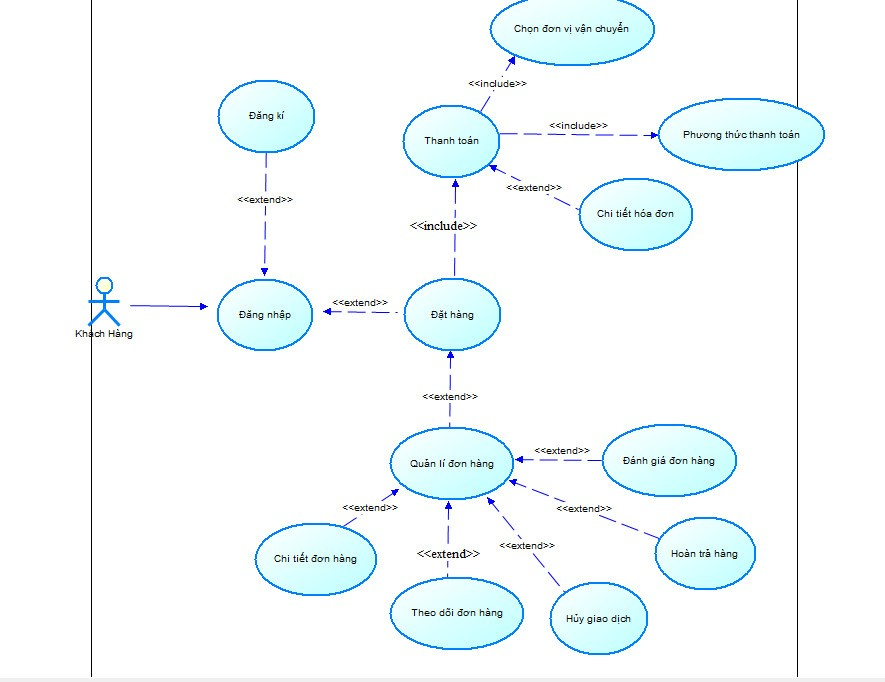 Chọn đơn vị vận chuyển
<<include>>
Đăng kí
<<include>>
Thanh toán
Phương thức thanh toán
<<extend>>
<<extend>>
Chi tiết hóa đơn
<<include>>
<<extend>>
Đăng nhập
Đặt hàng
Khách Hàng
<<extend>>
<<extend>>
Quản lí đơn hàng
Đánh giá đơn hàng
<<extend>>
<<extend>>
<<extend>>
<<extend>>
Chi tiết đơn hàng
Hoàn trả hàng
Theo dõi đơn hàng
Hủy giao dịch